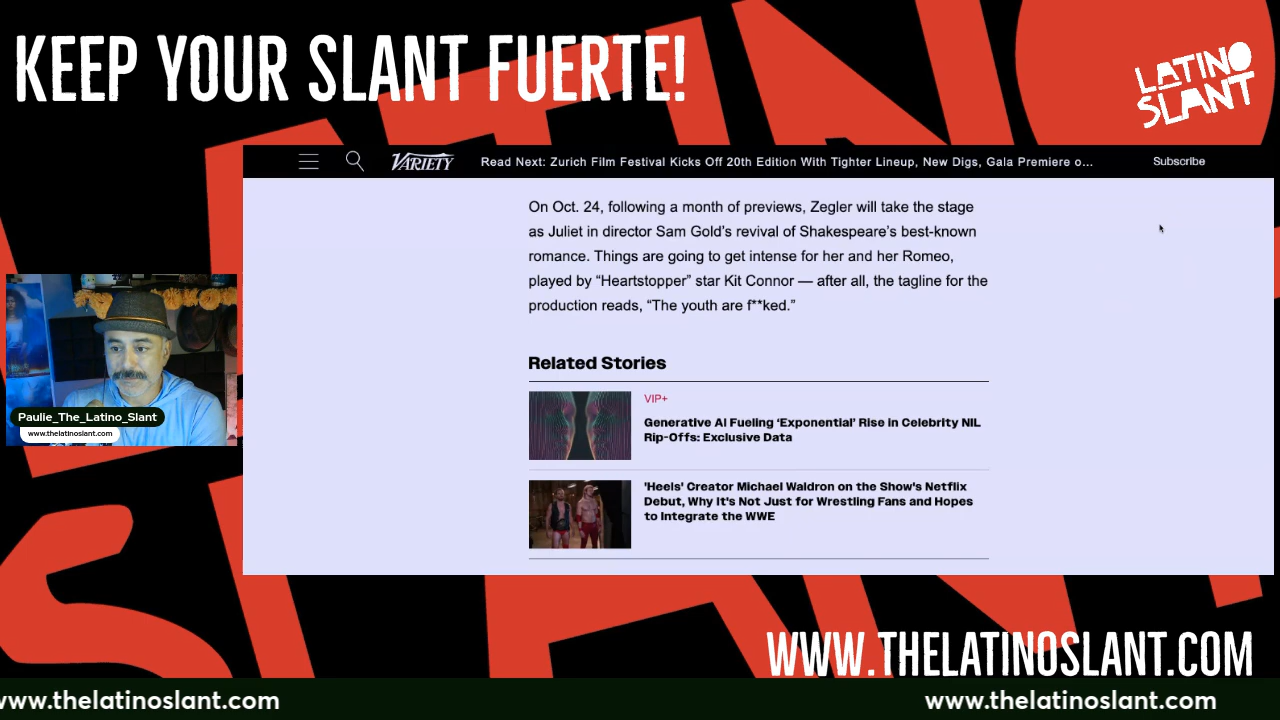 KEEP YOUR SLANT FUERTE!
LATINO
SLANT
VARIETY
Read Next: Zurich Film Festival Kicks Off 20th Edition With Tighter Lineup, New Digs, Gala Premiere o...
Subscribe
On Oct. 24, following a month of previews, Zegler will take the stage
as Juliet in director Sam Gold’s revival of Shakespeare’s best-known
romance. Things are going to get intense for her and her Romeo,
played by “Heartstopper” star Kit Connor — after all, the tagline for the
production reads, “The youth are f**ked.”
Related Stories
VIP+
Generative AI Fueling ‘Exponential’ Rise in Celebrity NIL
Rip-Offs: Exclusive Data
'Heels' Creator Michael Waldron on the Show's Netflix
Debut, Why It's Not Just for Wrestling Fans and Hopes
to Integrate the WWE
Paulie_The_Latino_Slant
www.thelatinoslant.com
WWW.THELATINOSLANT.COM
www.thelatinoslant.com
www.thelatinoslant.com